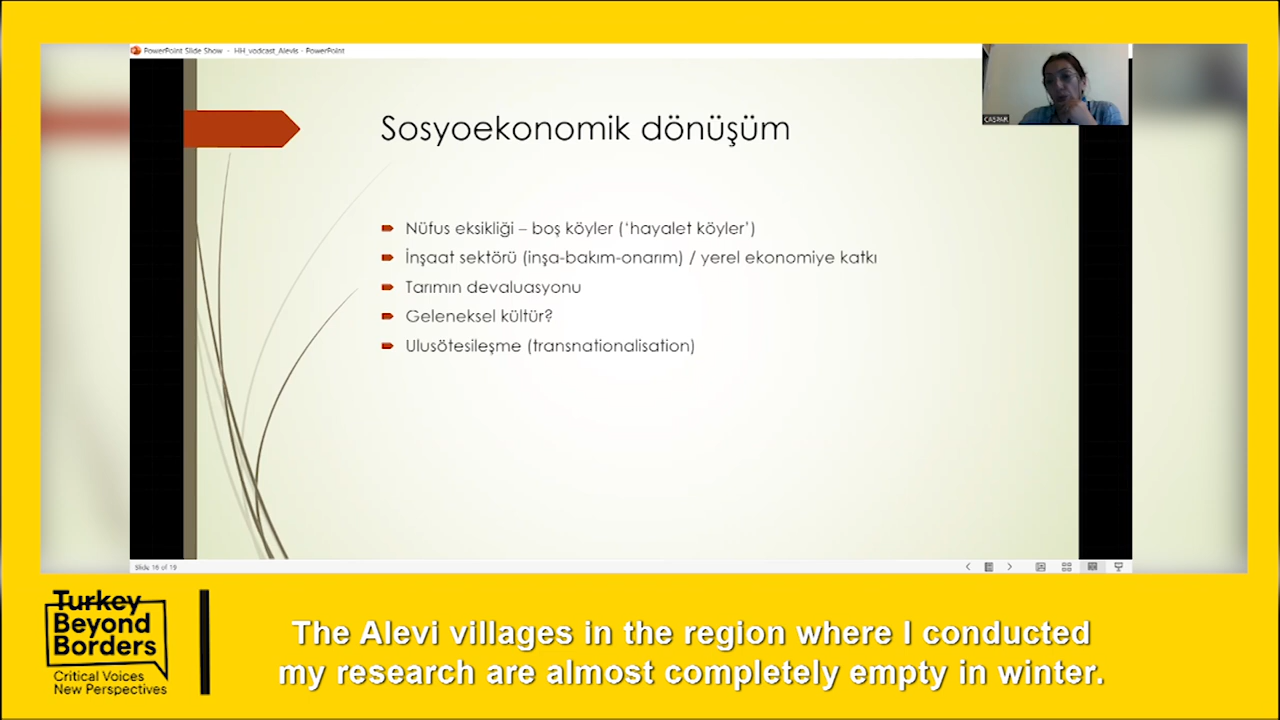 PowerPoint Slide Show - HH_vodcast_Alevis - PowerPoint
CASPAR
Sosyoekonomik dönüşüm
Nüfus eksikliği – boş köyler (‘hayalet köyler’)
İnşaat sektörü (inşa-bakım-onarım) / yerel ekonomiye katkı
Tarımın devaluasyonu
Geleneksel kültür?
Ulusötesileşme (transnationalisation)
Slide 16 of 19
Turkey
Beyond
Borders
Critical Voices
New Perspectives
The Alevi villages in the region where I conducted
my research are almost completely empty in winter.